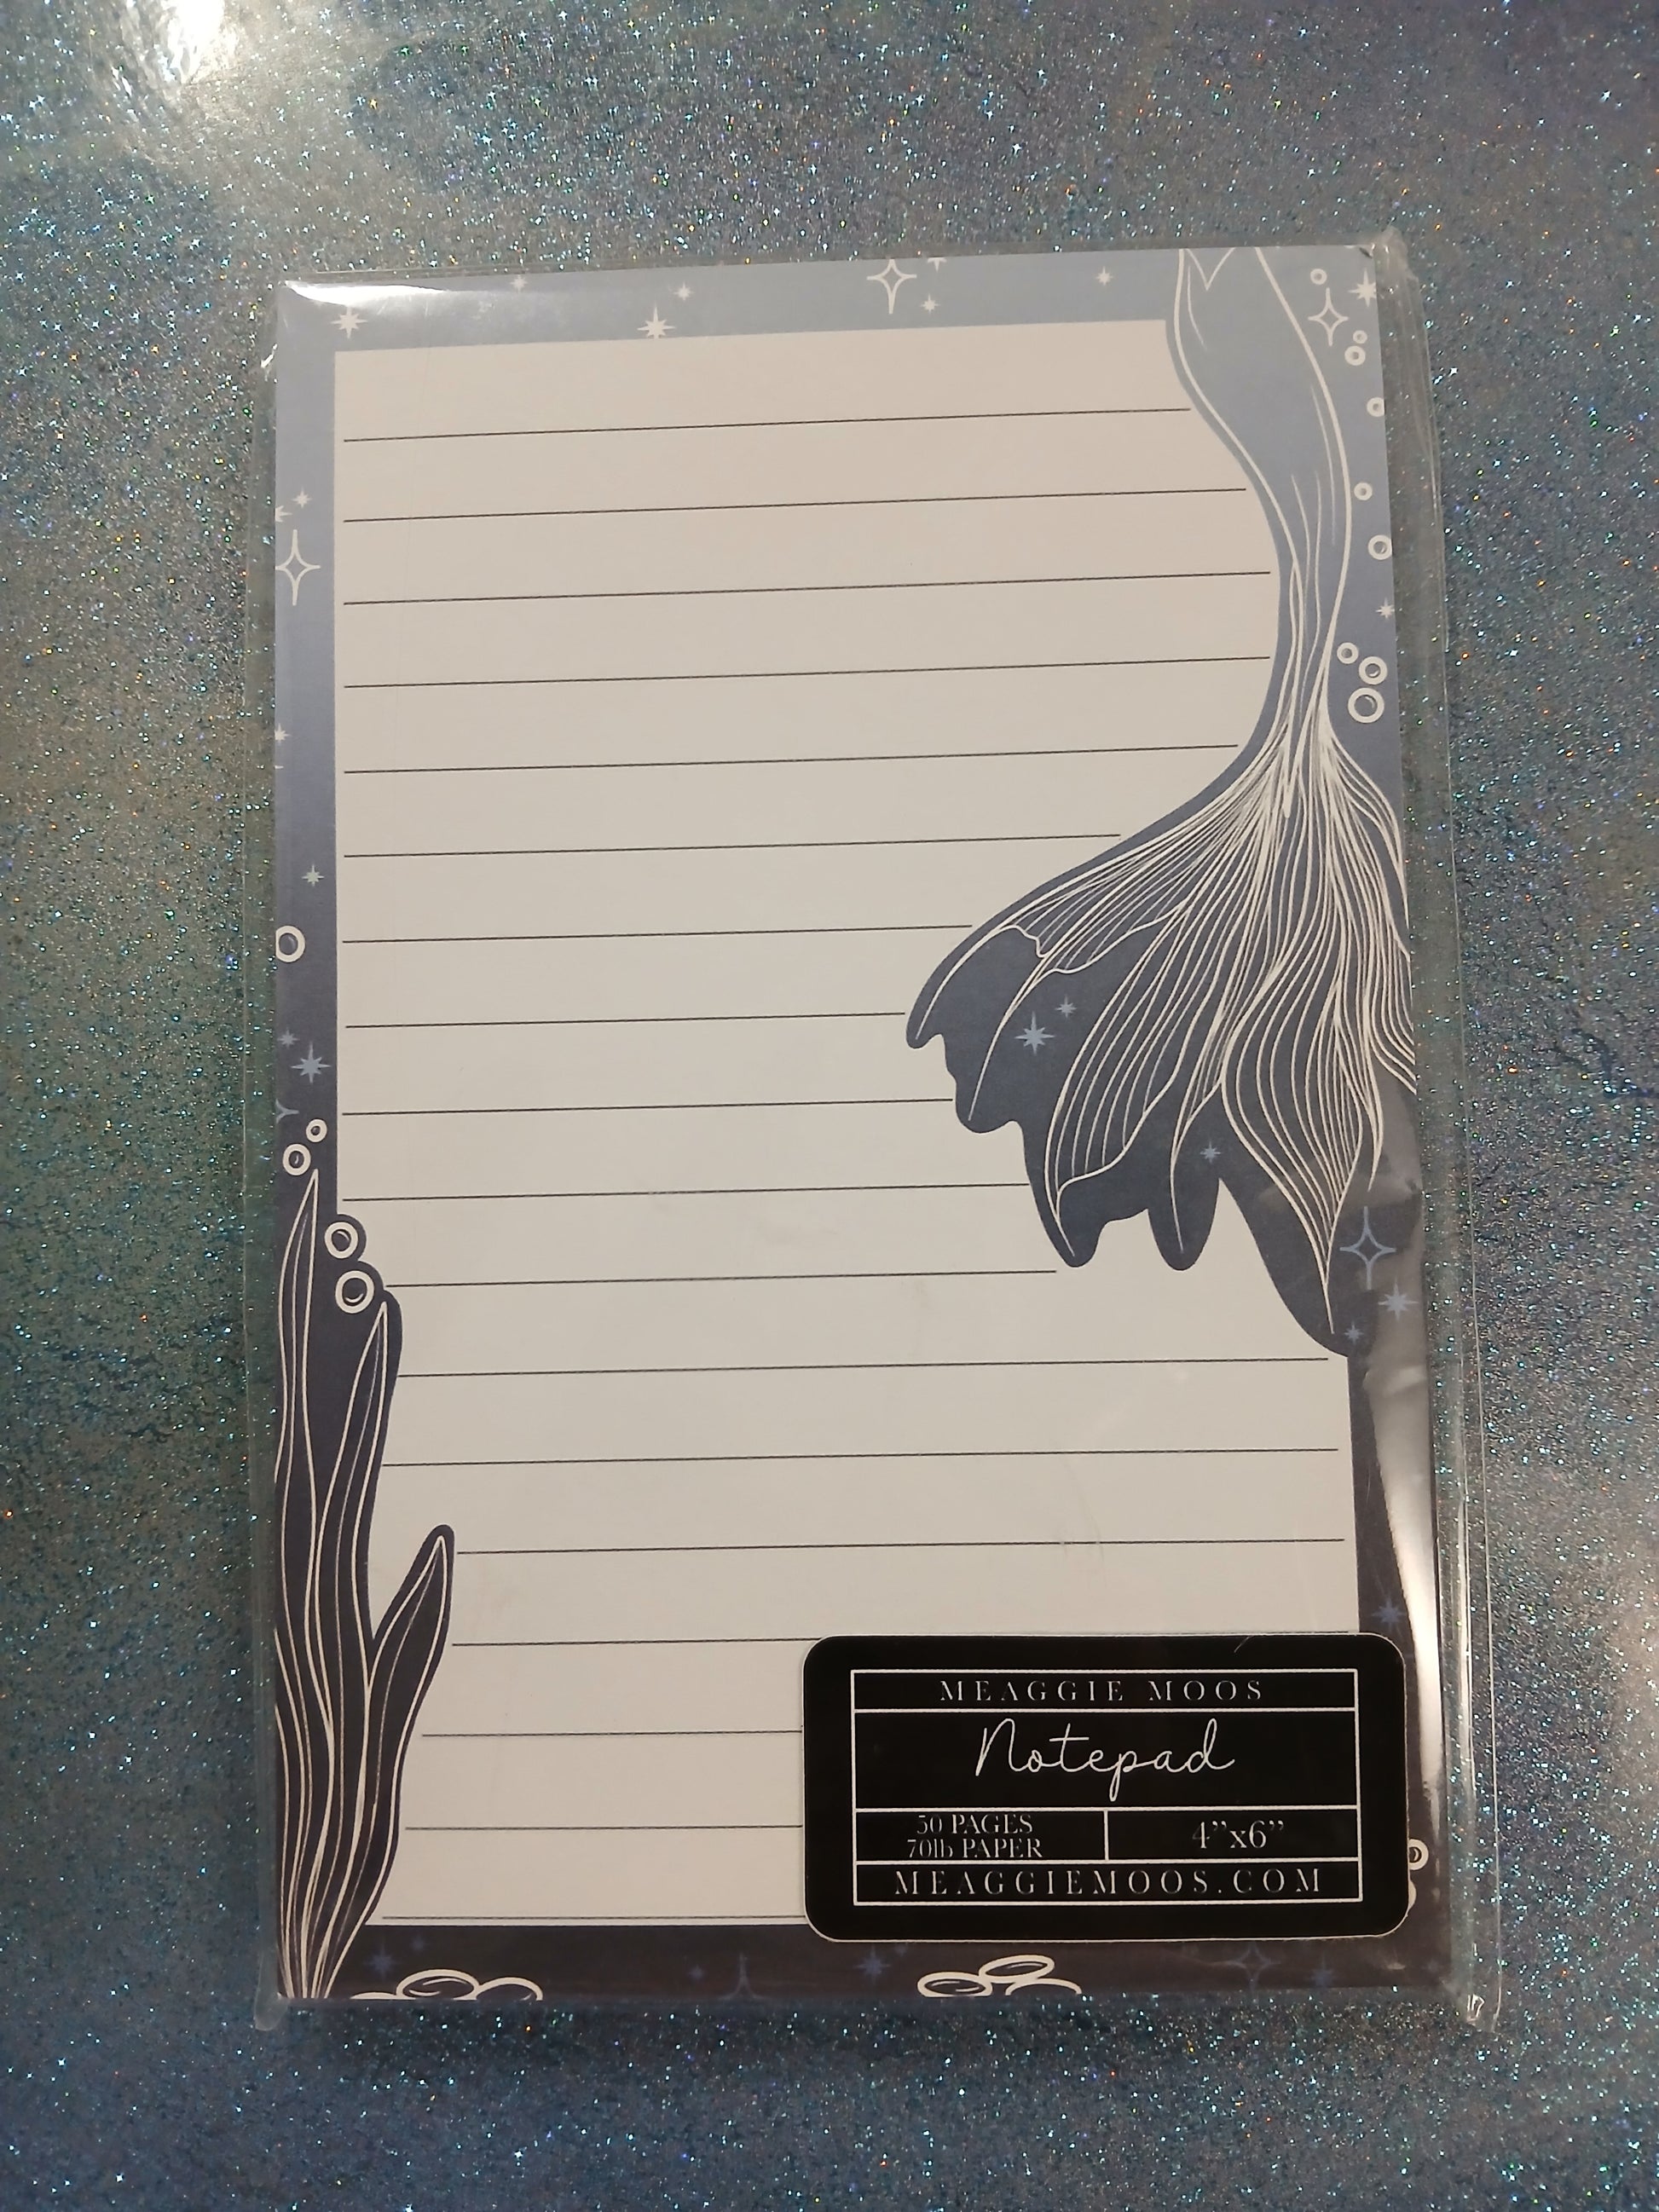 MEAGGIE MOOS
Notepad
50 PAGES
70lb PAPER
4"x6"
MEAGGIEMOOS.COM